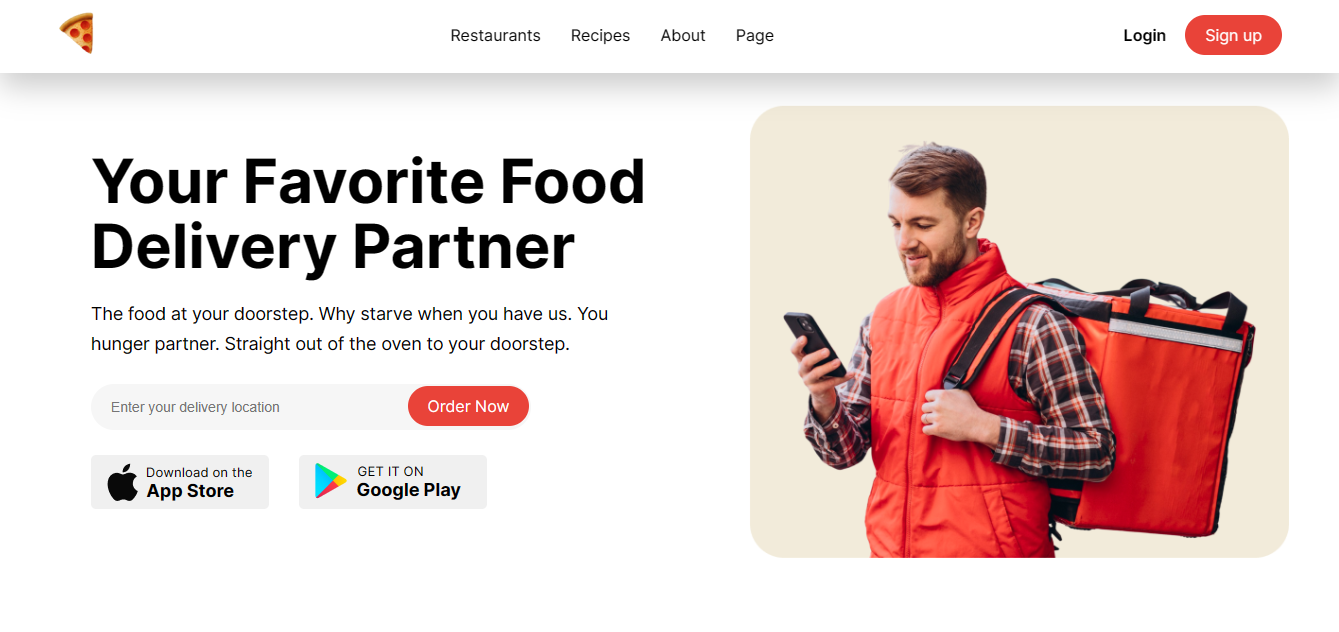 Restaurants Recipes About Page Login Sign up
Your Favorite Food
Delivery Partner
The food at your doorstep. Why starve when you have us. You
hunger partner. Straight out of the oven to your doorstep.
Enter your delivery location Order Now
Download on the
App Store
GET IT ON
Google Play